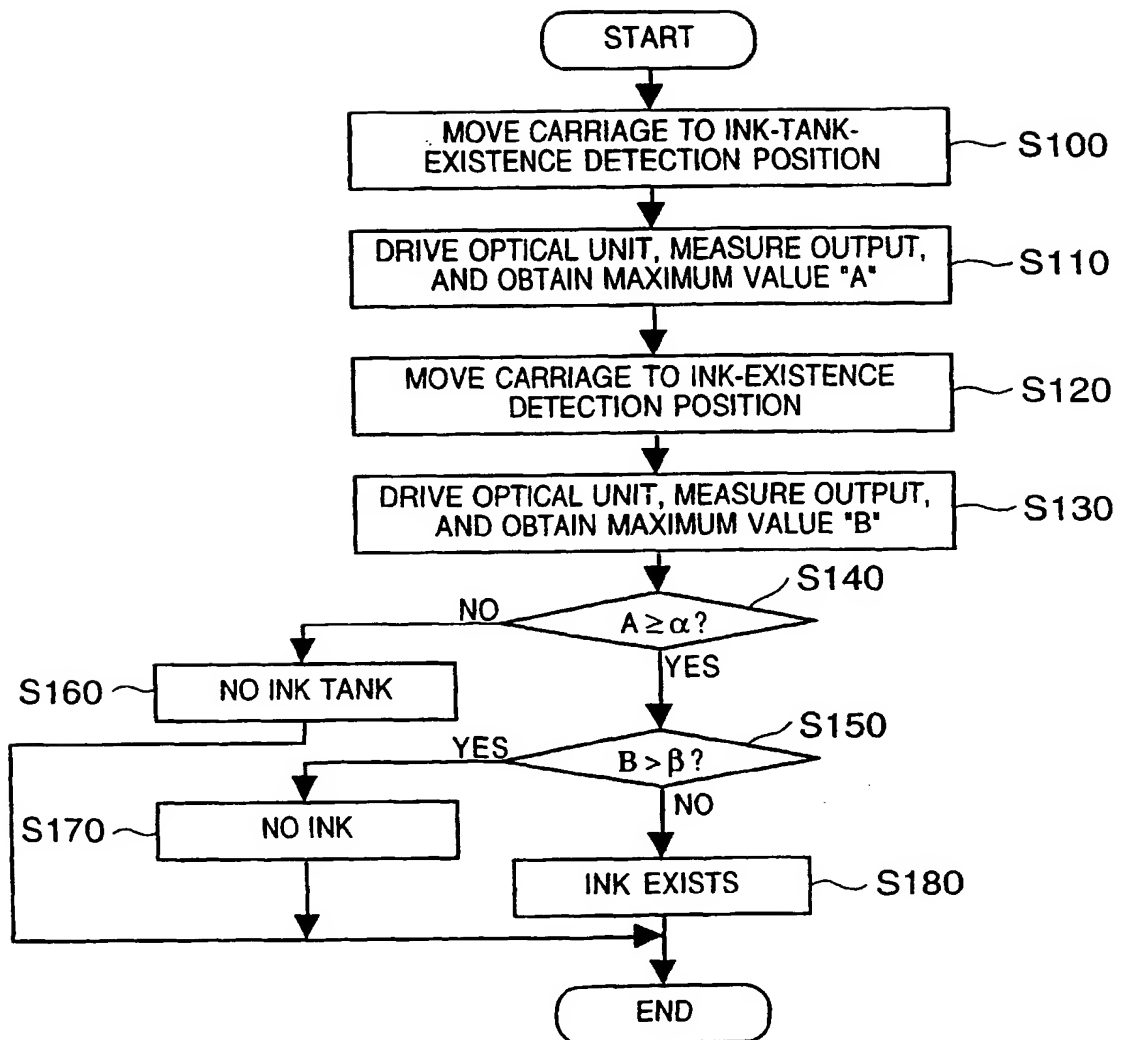 START
MOVE CARRIAGE TO INK-TANK-
EXISTENCE DETECTION POSITION
S100
DRIVE OPTICAL UNIT, MEASURE OUTPUT,
AND OBTAIN MAXIMUM VALUE "A"
S110
MOVE CARRIAGE TO INK-EXISTENCE
DETECTION POSITION
S120
DRIVE OPTICAL UNIT, MEASURE OUTPUT,
AND OBTAIN MAXIMUM VALUE "B"
S130
S140
NO
A ≥ α ?
YES
S160
NO INK TANK
S150
YES
B > β ?
NO
S170
NO INK
INK EXISTS
S180
END